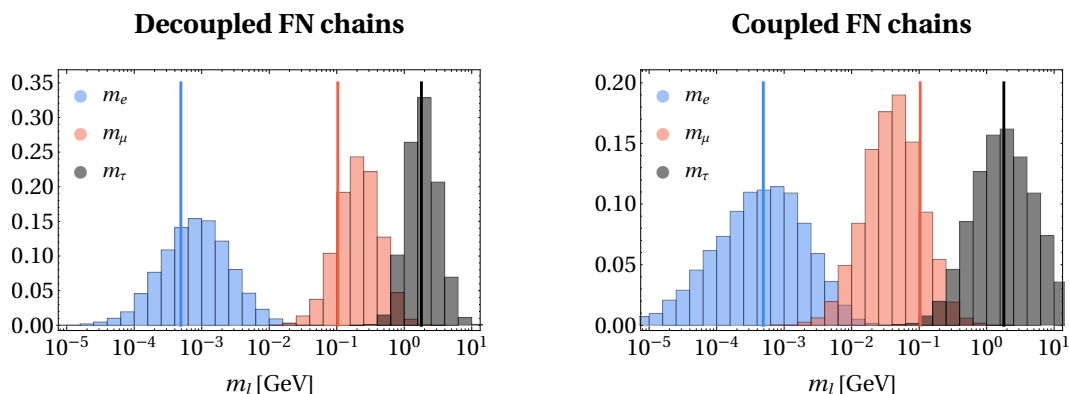 Decoupled FN chains
0.35
0.30
0.25
0.20
0.15
0.10
0.05
0.00
m_e
m_μ
m_τ
10^-5 10^-4 10^-3 10^-2 10^-1 10^0 10^1
m_l [GeV]
Coupled FN chains
0.20
0.15
0.10
0.05
0.00
m_e
m_μ
m_τ
10^-5 10^-4 10^-3 10^-2 10^-1 10^0 10^1
m_l [GeV]